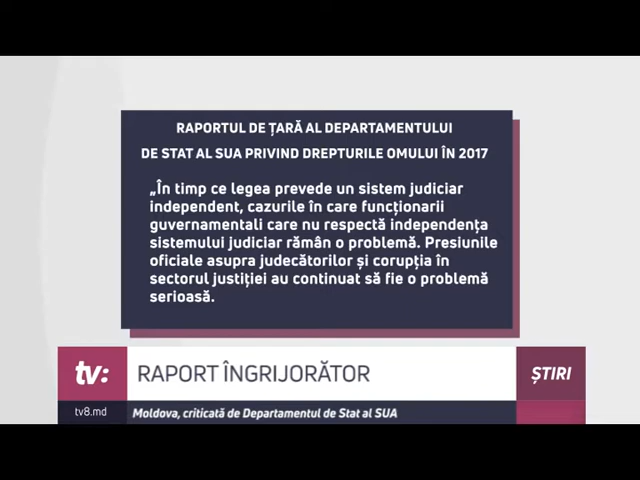 RAPORTUL DE ȚARĂ AL DEPARTAMENTULUI
DE STAT AL SUA PRIVIND DREPTURILE OMULUI ÎN 2017
„În timp ce legea prevede un sistem judiciar
independent, cazurile în care funcționarii
guvernamentali care nu respectă independența
sistemului judiciar rămân o problemă. Presiunile
oficiale asupra judecătorilor și corupția în
sectorul justiției au continuat să fie o problemă
serioasă.
tv:
RAPORT ÎNGRIJORĂTOR
ȘTIRI
tv8.md
Moldova, criticată de Departamentul de Stat al SUA